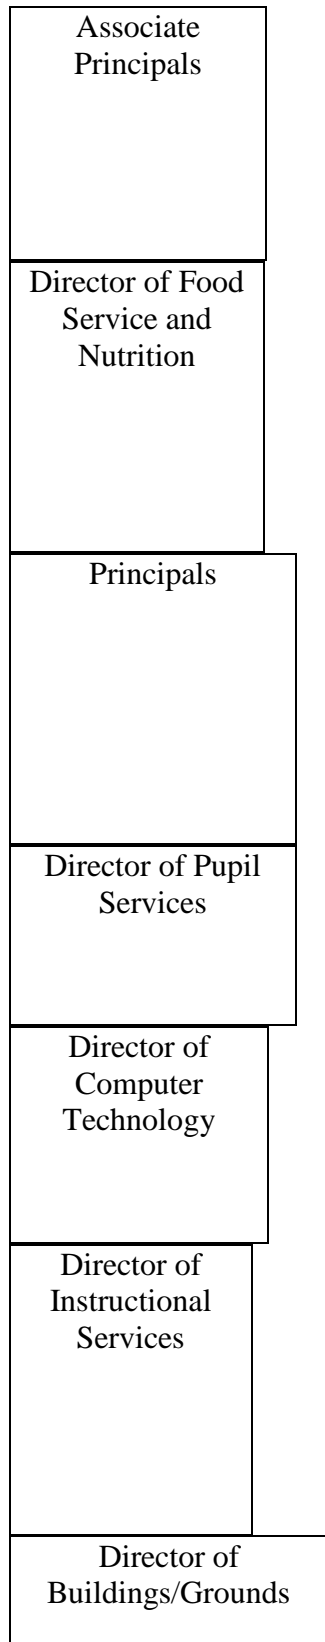 Associate
Principals
Director of Food
Service and
Nutrition
Principals
Director of Pupil
Services
Director of
Computer
Technology
Director of
Instructional
Services
Director of
Buildings/Grounds